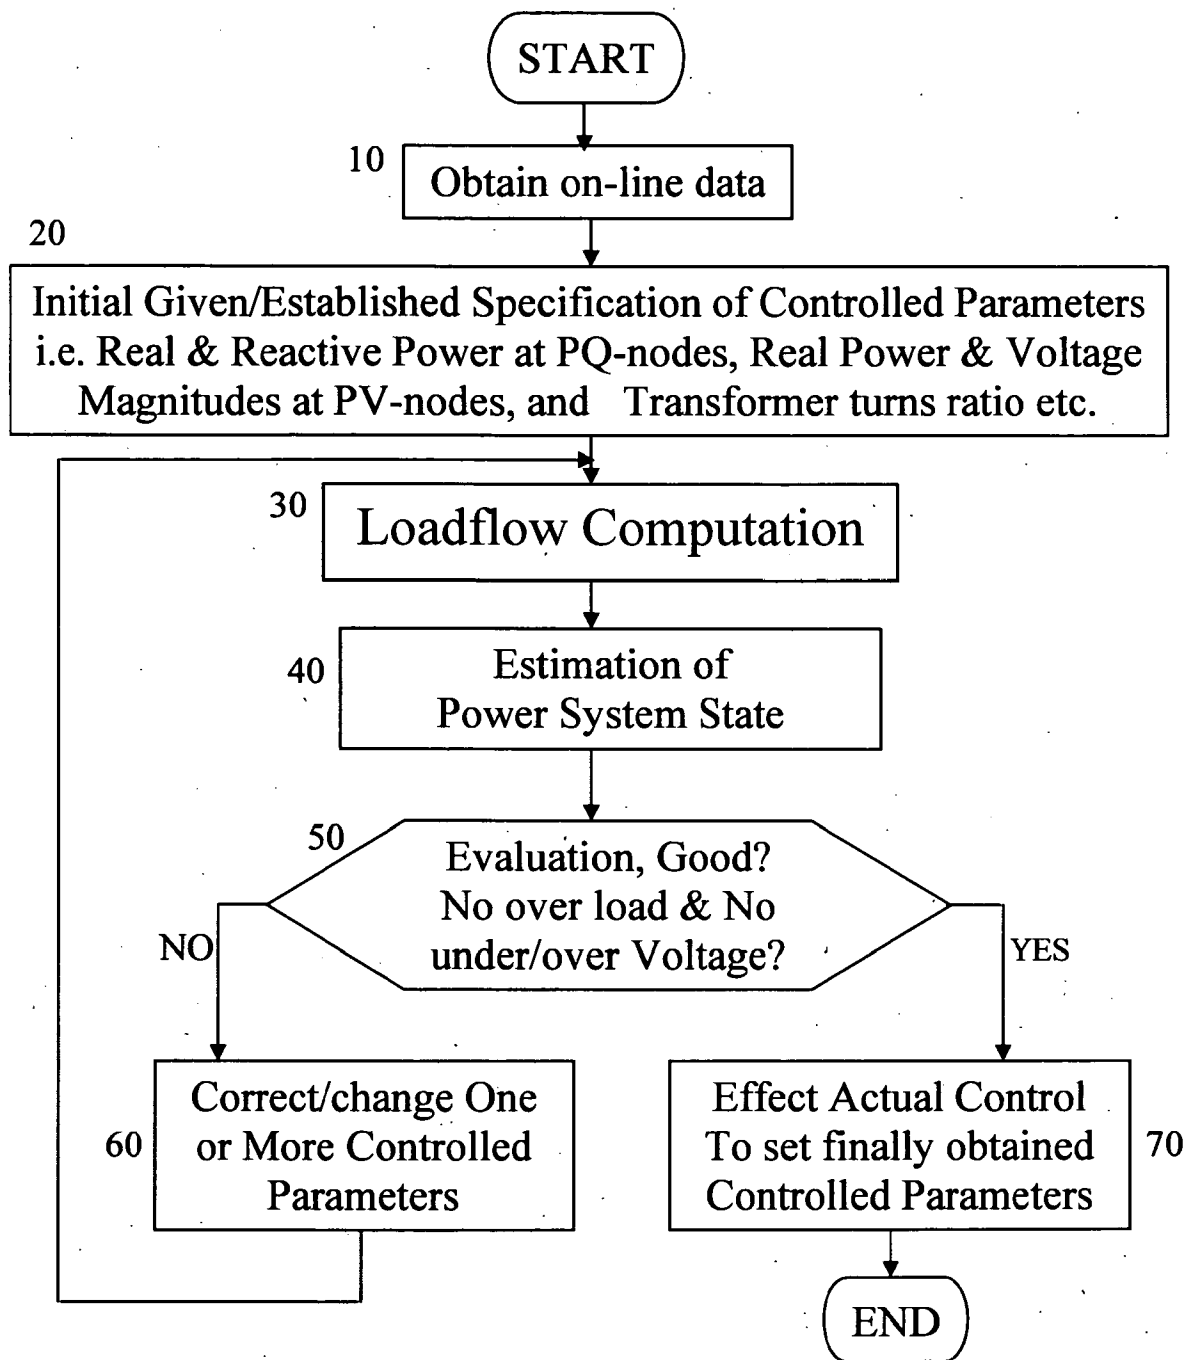 START
10
Obtain on-line data
20
Initial Given/Established Specification of Controlled Parameters
i.e. Real & Reactive Power at PQ-nodes, Real Power & Voltage
Magnitudes at PV-nodes, and Transformer turns ratio etc.
30
Loadflow Computation
40
Estimation of
Power System State
50
Evaluation, Good?
No over load & No
under/over Voltage?
NO
YES
60
Correct/change One
or More Controlled
Parameters
Effect Actual Control
To set finally obtained
Controlled Parameters
70
END